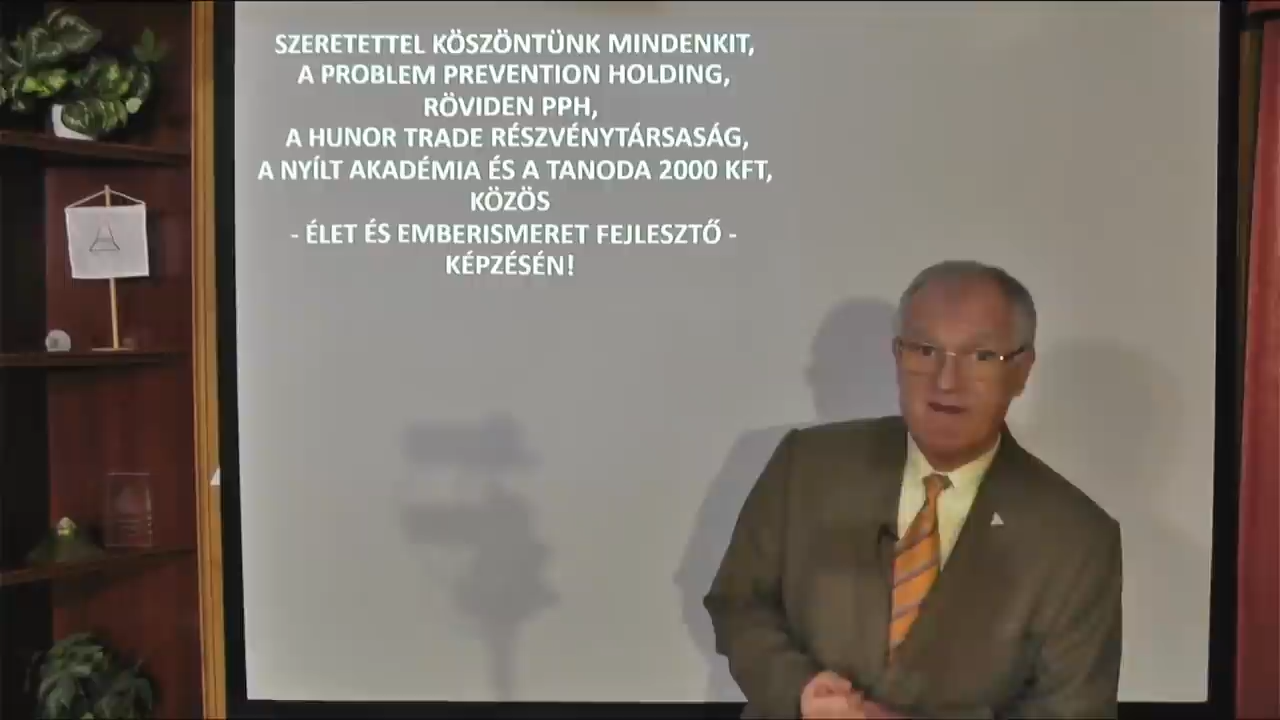 SZERETETTEL KÖSZÖNTÜNK MINDENKIT,
A PROBLEM PREVENTION HOLDING,
RÖVIDEN PPH,
A HUNOR TRADE RÉSZVÉNYTÁRSASÁG,
A NYÍLT AKADÉMIA ÉS A TANODA 2000 KFT,
KÖZÖS
- ÉLET ÉS EMBERISMERET FEJLESZTŐ -
KÉPZÉSÉN!